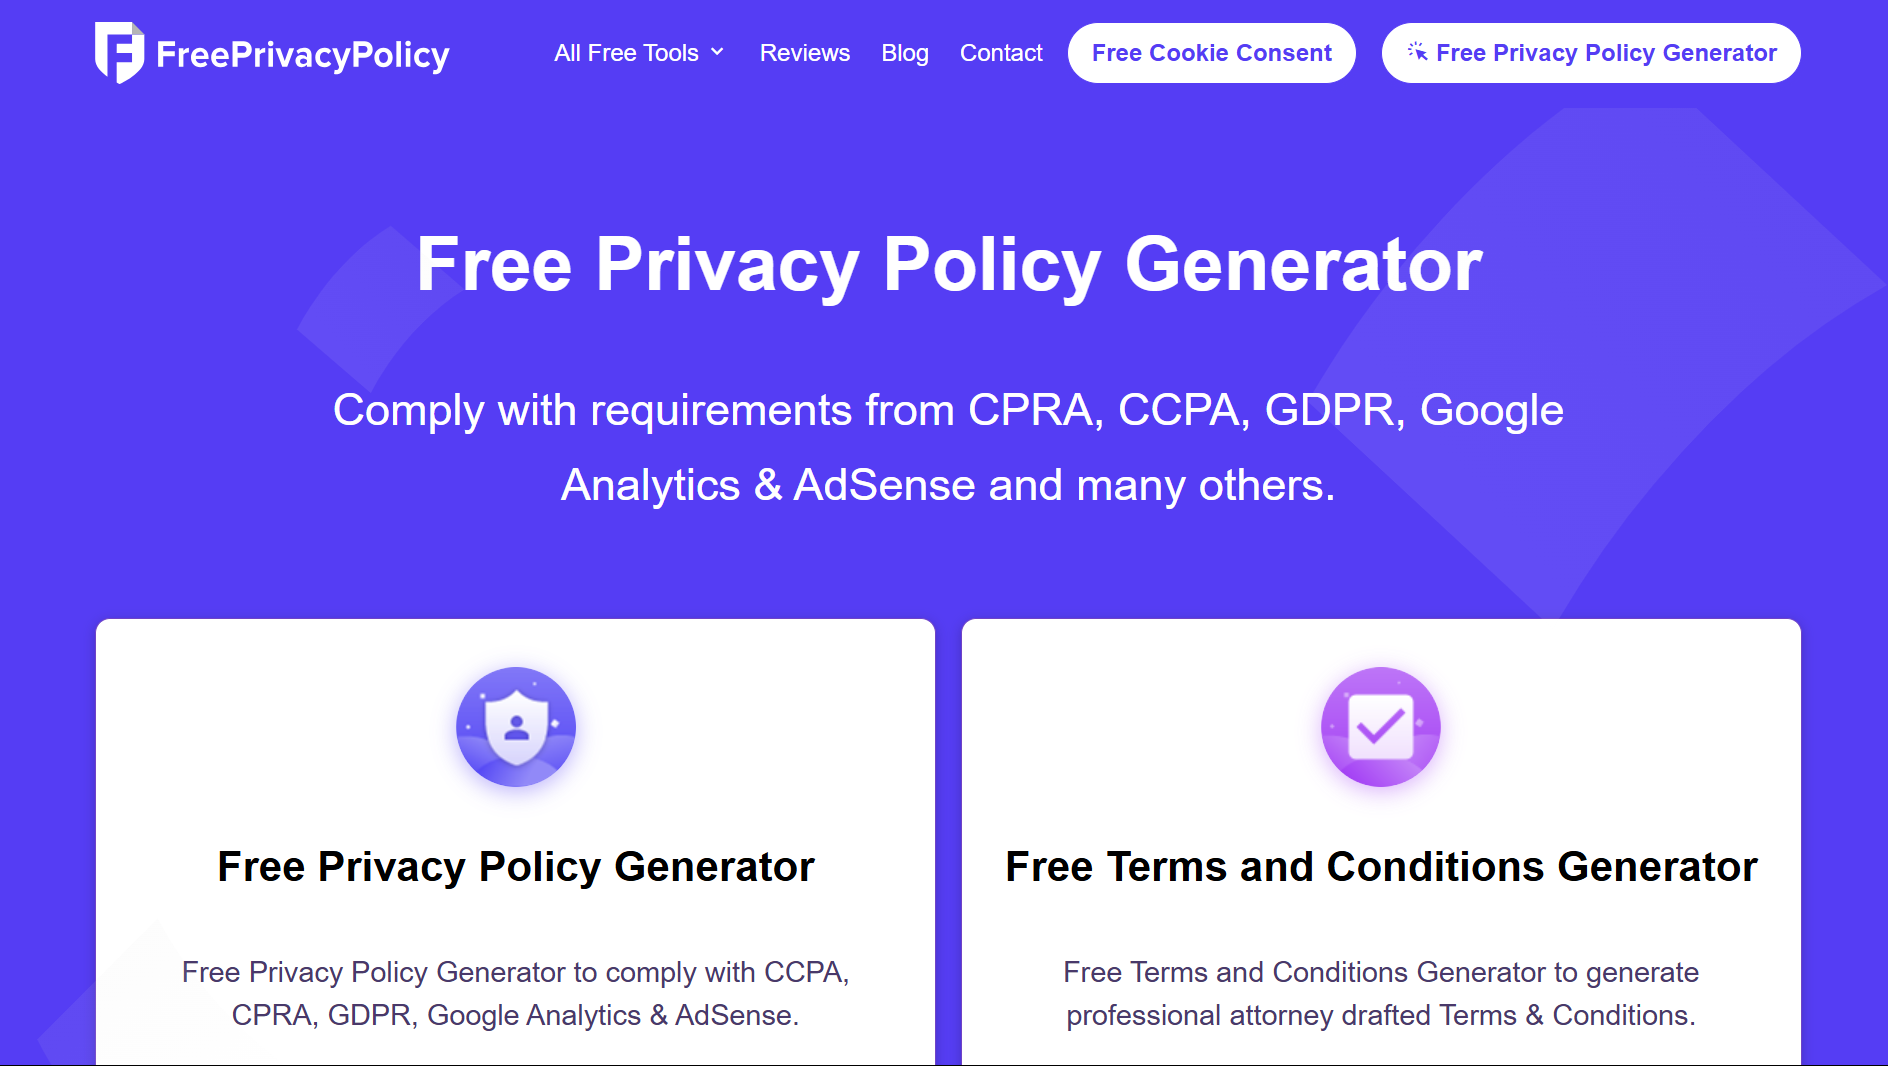 FreePrivacyPolicy
All Free Tools
Reviews
Blog
Contact
Free Cookie Consent
Free Privacy Policy Generator
Free Privacy Policy Generator
Comply with requirements from CPRA, CCPA, GDPR, Google
Analytics & AdSense and many others.
Free Privacy Policy Generator
Free Privacy Policy Generator to comply with CCPA,
CPRA, GDPR, Google Analytics & AdSense.
Free Terms and Conditions Generator
Free Terms and Conditions Generator to generate
professional attorney drafted Terms & Conditions.